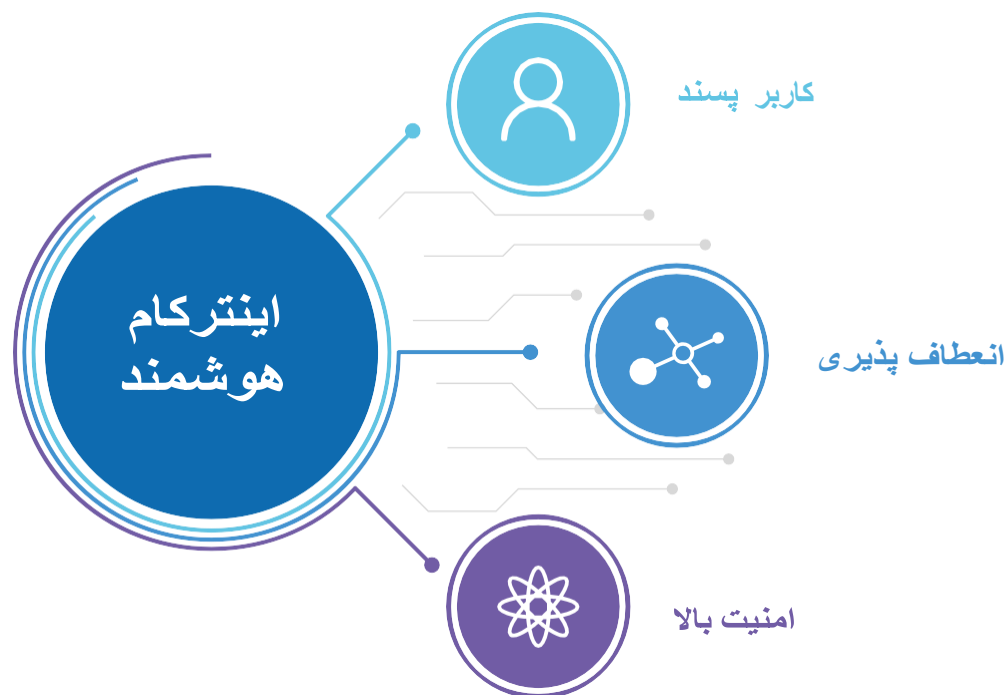 کاربر پسند
اینترکام
هوشمند
انعطاف پذیری
امنیت بالا